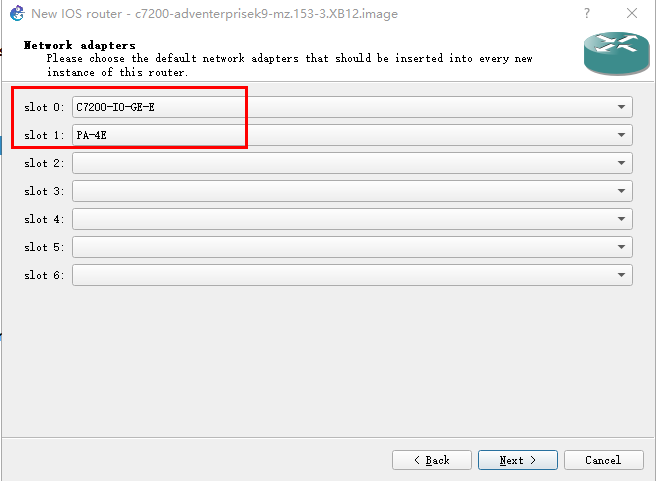 New IOS router - c7200-adventerprisek9-mz.153-3.XB12.image
Network adapters
Please choose the default network adapters that should be inserted into every new
instance of this router.
slot 0: C7200-IO-GE-E
slot 1: PA-4E
slot 2:
slot 3:
slot 4:
slot 5:
slot 6:
< Back Next > Cancel